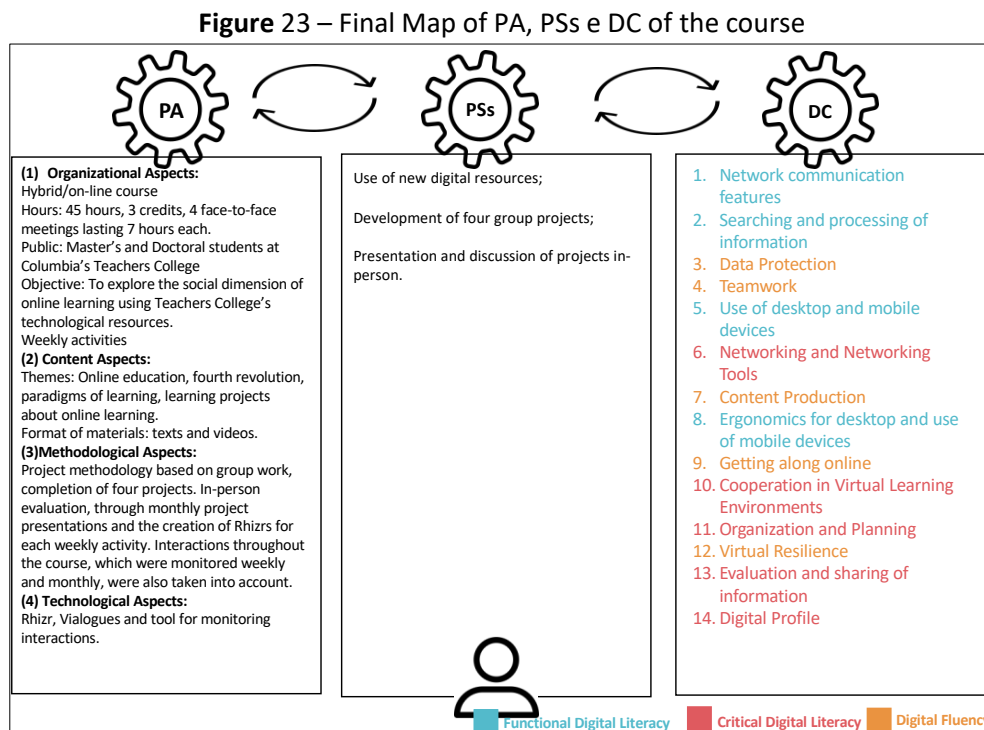 Figure 23 – Final Map of PA, PSs e DC of the course
PA
PSs
DC
(1) Organizational Aspects:
Hybrid/on-line course
Hours: 45 hours, 3 credits, 4 face-to-face
meetings lasting 7 hours each.
Public: Master's and Doctoral students at
Columbia's Teachers College
Objective: To explore the social dimension of
online learning using Teachers College's
technological resources.
Weekly activities
(2) Content Aspects:
Themes: Online education, fourth revolution,
paradigms of learning, learning projects
about online learning.
Format of materials: texts and videos.
(3)Methodological Aspects:
Project methodology based on group work,
completion of four projects. In-person
evaluation, through monthly project
presentations and the creation of Rhizrs for
each weekly activity. Interactions throughout
the course, which were monitored weekly
and monthly, were also taken into account.
(4) Technological Aspects:
Rhizr, Vialogues and tool for monitoring
interactions.
Use of new digital resources;
Development of four group projects;
Presentation and discussion of projects in-
person.
1. Network communication
features
2. Searching and processing of
information
3. Data Protection
4. Teamwork
5. Use of desktop and mobile
devices
6. Networking and Networking
Tools
7. Content Production
8. Ergonomics for desktop and use
of mobile devices
9. Getting along online
10. Cooperation in Virtual Learning
Environments
11. Organization and Planning
12. Virtual Resilience
13. Evaluation and sharing of
information
14. Digital Profile
Functional Digital Literacy
Critical Digital Literacy
Digital Fluency